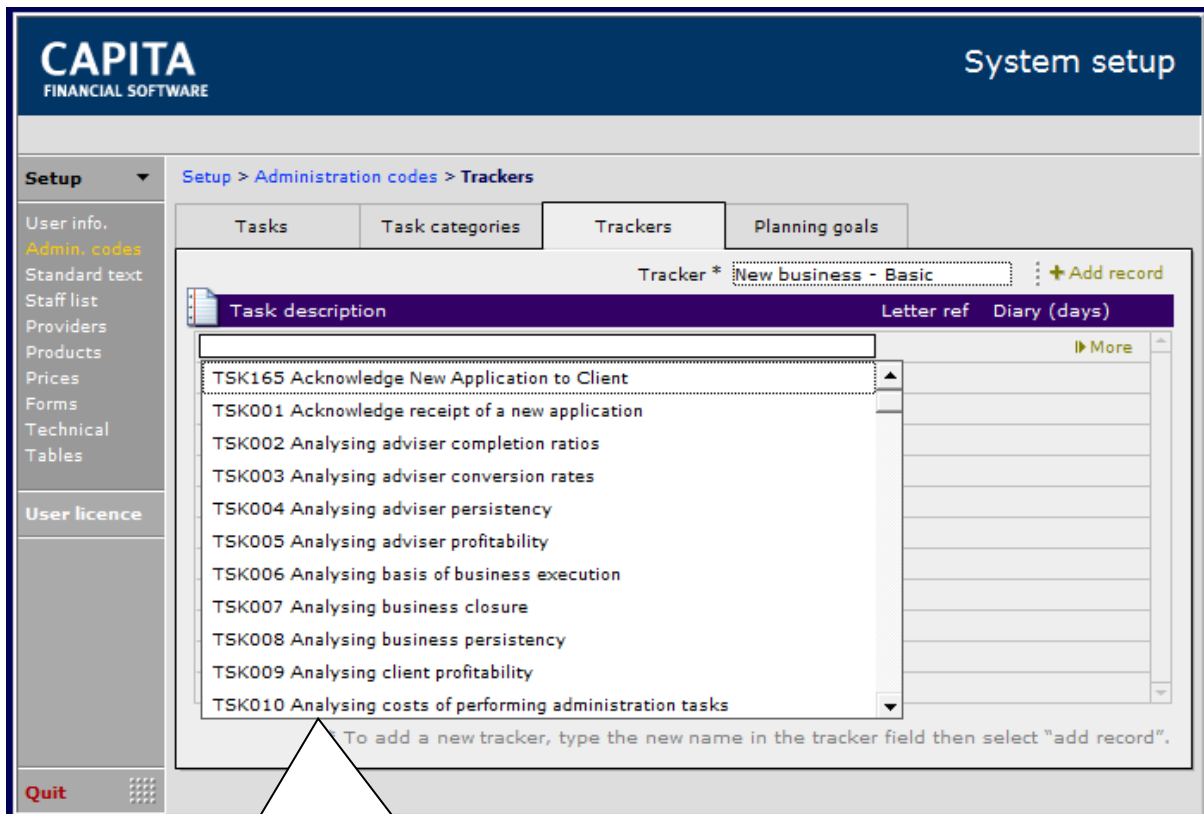 CAPITA
FINANCIAL SOFTWARE
System setup
Setup
Setup > Administration codes > Trackers
User info.
Admin. codes
Standard text
Staff list
Providers
Products
Prices
Forms
Technical
Tables
User licence
Quit
Tasks Task categories Trackers Planning goals
Tracker * New business - Basic + Add record
Task description Letter ref Diary (days)
More
TSK165 Acknowledge New Application to Client
TSK001 Acknowledge receipt of a new application
TSK002 Analysing adviser completion ratios
TSK003 Analysing adviser conversion rates
TSK004 Analysing adviser persistency
TSK005 Analysing adviser profitability
TSK006 Analysing basis of business execution
TSK007 Analysing business closure
TSK008 Analysing business persistency
TSK009 Analysing client profitability
TSK010 Analysing costs of performing administration tasks
* To add a new tracker, type the new name in the tracker field then select "add record".